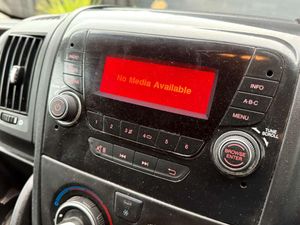 No Media Available
INFO
A-B-C
MENU
1
2
3
4
5
6
TUNE
SCROLL
BROWSE
ENTER